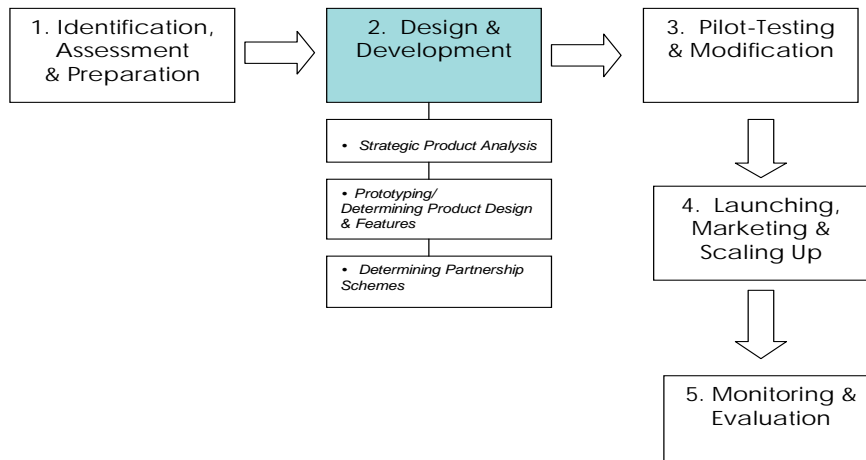 1. Identification,
Assessment
& Preparation
2. Design &
Development
• Strategic Product Analysis
• Prototyping/
Determining Product Design
& Features
• Determining Partnership
Schemes
3. Pilot-Testing
& Modification
4. Launching,
Marketing &
Scaling Up
5. Monitoring &
Evaluation